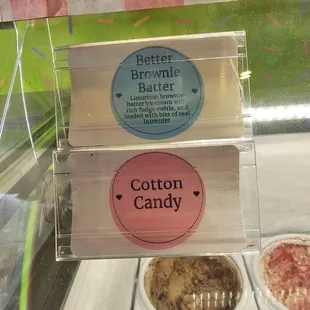 Better
Brownie
Batter
Luxurious brownie
batter ice cream with
rich fudge swirls, and
loaded with bits of real
brownies
Cotton
Candy